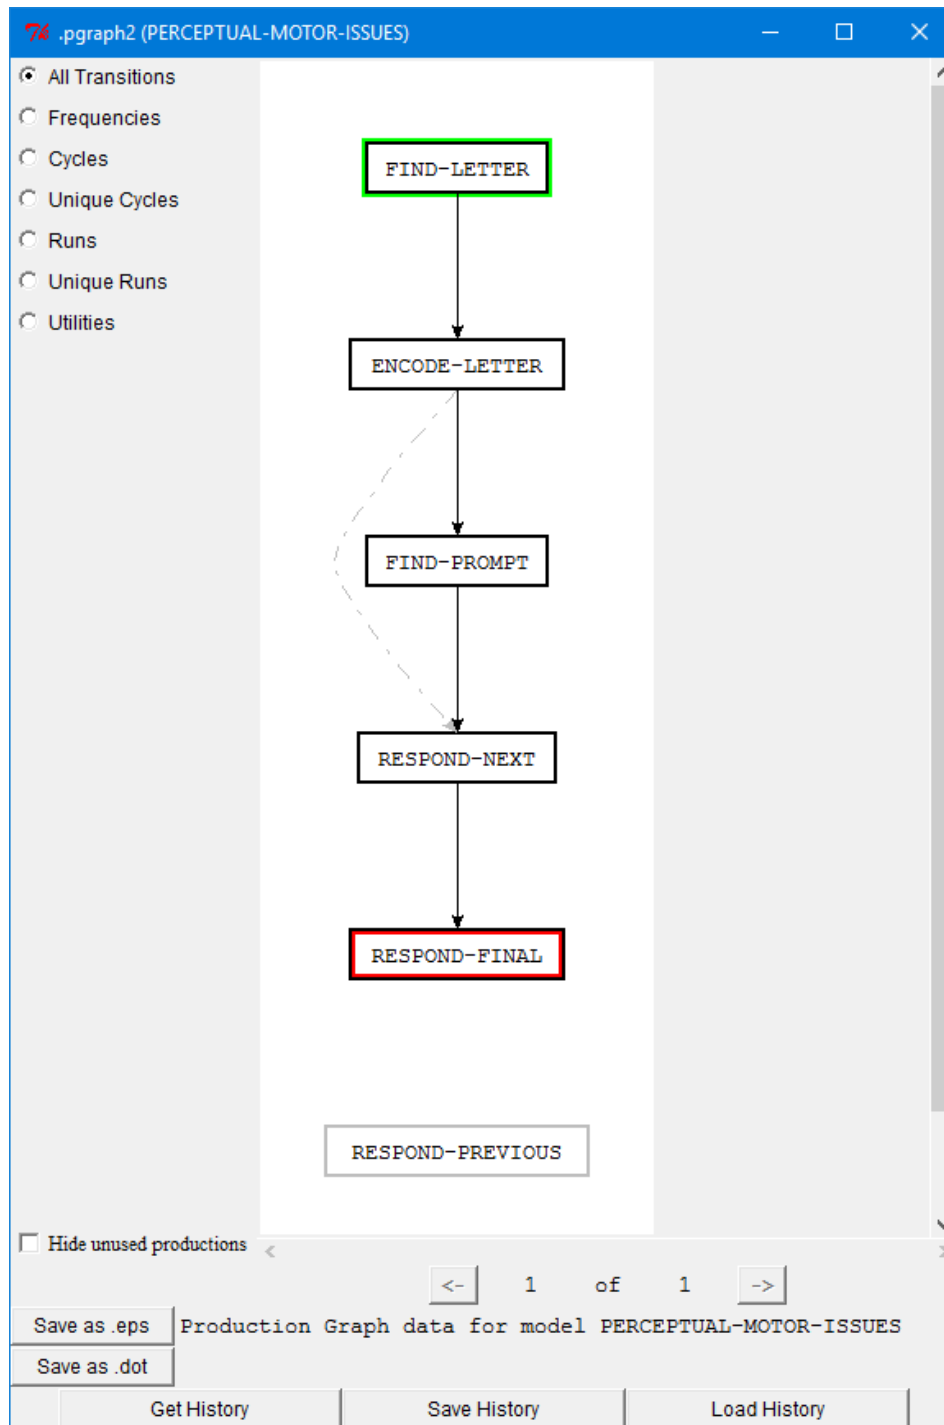 .pgraph2 (PERCEPTUAL-MOTOR-ISSUES)
All Transitions
Frequencies
Cycles
Unique Cycles
Runs
Unique Runs
Utilities
FIND-LETTER
ENCODE-LETTER
FIND-PROMPT
RESPOND-NEXT
RESPOND-FINAL
RESPOND-PREVIOUS
Hide unused productions
<- 1 of 1 ->
Save as .eps Production Graph data for model PERCEPTUAL-MOTOR-ISSUES
Save as .dot
Get History Save History Load History